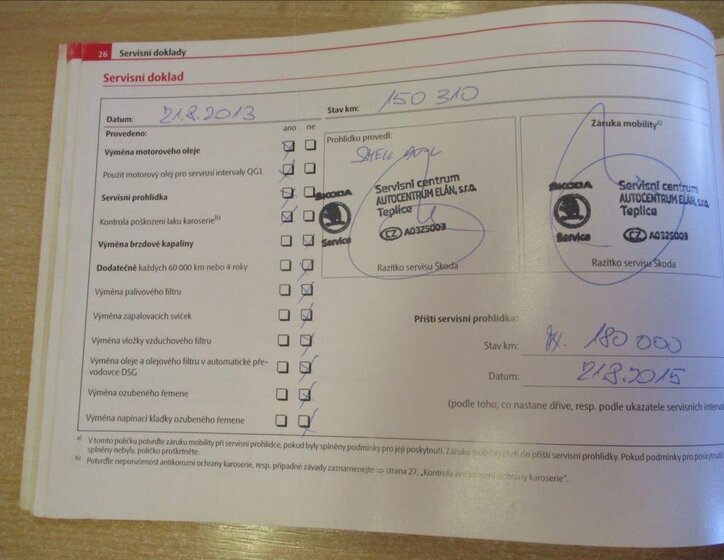 26 Servisní doklady
Servisní doklad
Datum: 21.8.2013 Stav km: 150 310
Provedeno: ano ne
Výměna motorového oleje
Použit motorový olej pro servisní intervaly QG1
Servisní prohlídka
Kontrola poškození laku karoserie b)
Výměna brzdové kapaliny
Dodatečně každých 60 000 km nebo 4 roky
Výměna palivového filtru
Výměna zapalovacích svíček
Výměna vložky vzduchového filtru
Výměna oleje a olejového filtru v automatické pře-
vodovce DSG
Výměna ozubeného řemene
Výměna napínací kladky ozubeného řemene
Prohlídku provedl:
SHELL
ŠKODA
Service
Servisní centrum
AUTOCENTRUM ELÁN, s.r.o.
Teplice
CZ A0325003
Razítko servisu Škoda
Záruka mobility a)
ŠKODA
Service
Servisní centrum
AUTOCENTRUM ELÁN, s.r.o.
Teplice
CZ A0325003
Razítko servisu Škoda
Příští servisní prohlídka:
Stav km: 180 000
Datum: 21.8.2015
(podle toho, co nastane dříve, resp. podle ukazatele servisních
a) V tomto políčku potvrďte záruku mobility při servisní prohlídce, pokud byly splněny podmínky pro její poskytnutí. Záruka mobility platí do příští servisní prohlídky. Pokud podmínky pro poskytnutí
splněny nebyly, políčko proškrtněte.
b) Potvrďte neporušenost antikorozní ochrany karoserie, resp. případné závady zaznamenejte ⇒ strana 27, „Kontrola antikorozní ochrany karoserie".